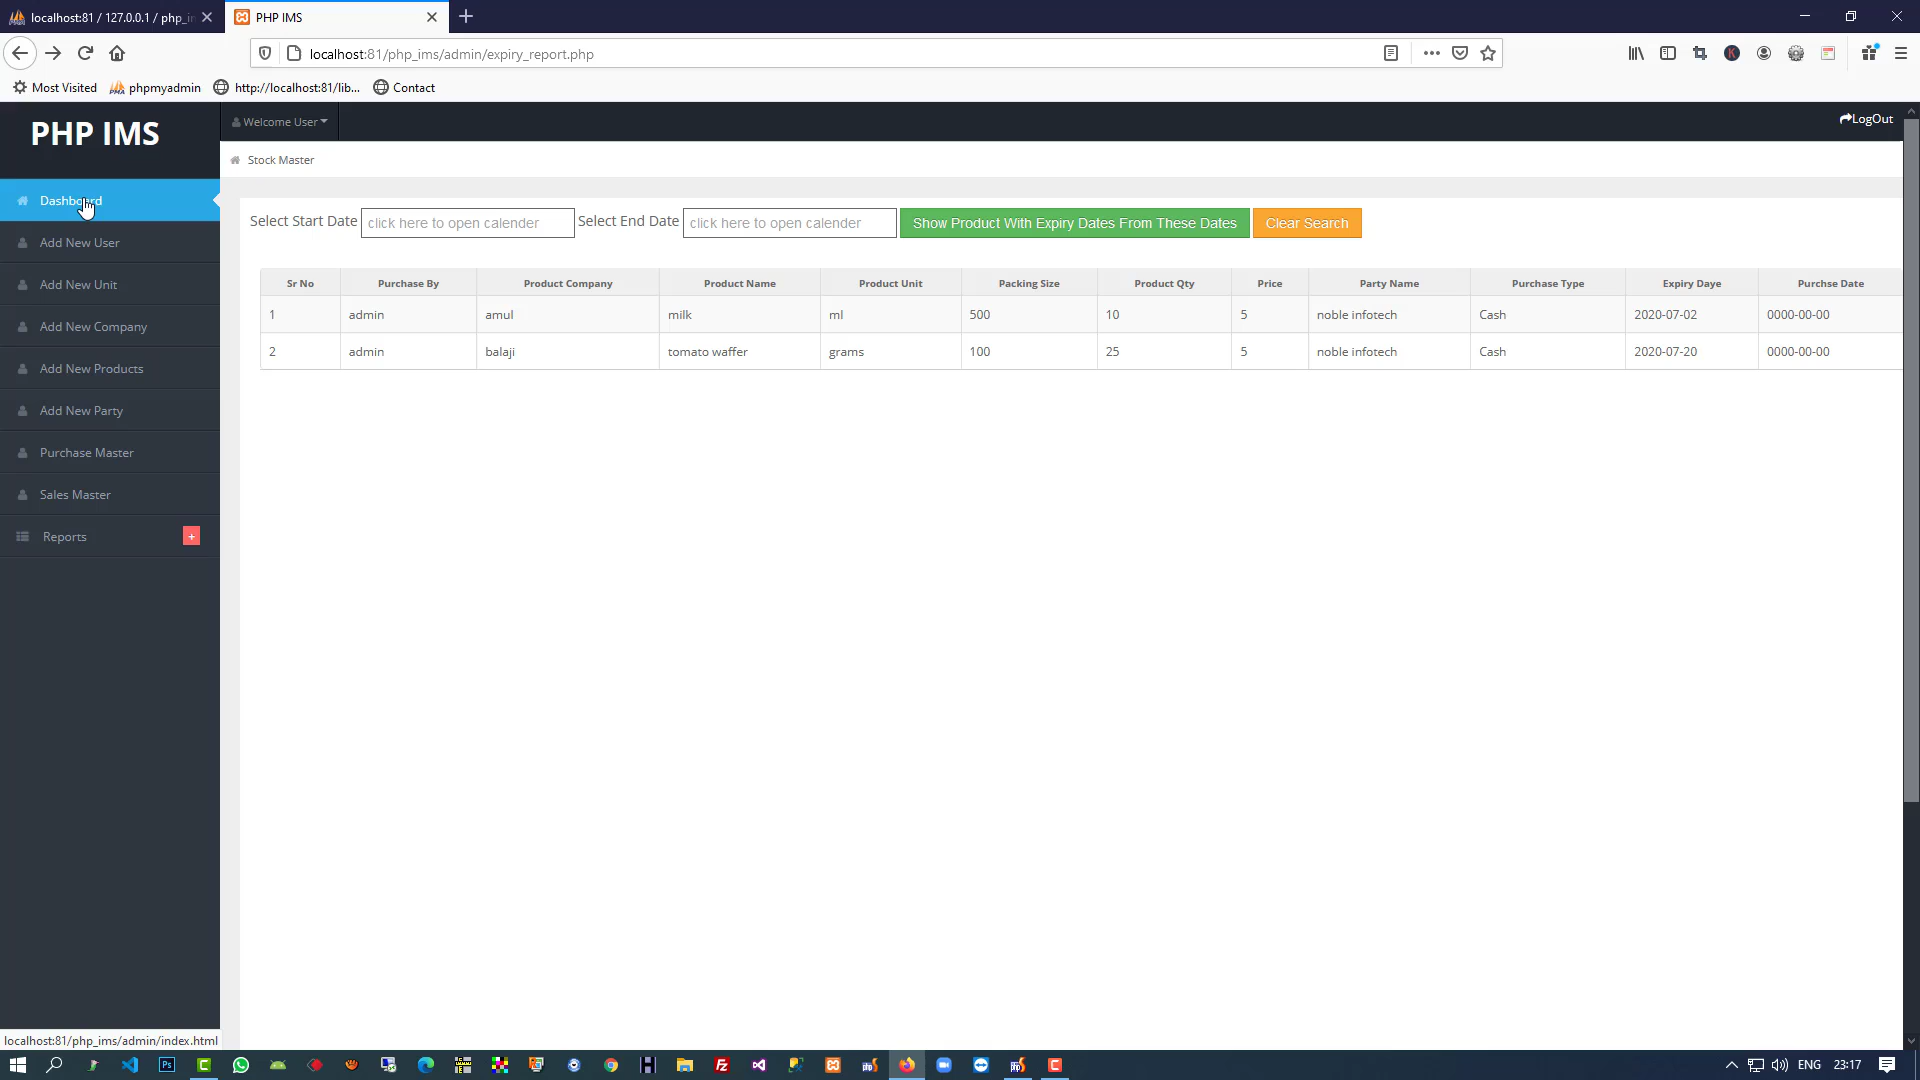 localhost:81 / 127.0.0.1 / php_i
PHP IMS
localhost:81/php_ims/admin/expiry_report.php
Most Visited
phpmyadmin
http://localhost:81/lib...
Contact
PHP IMS
Welcome User
LogOut
Stock Master
Dashboard
Add New User
Add New Unit
Add New Company
Add New Products
Add New Party
Purchase Master
Sales Master
Reports +
Select Start Date click here to open calender Select End Date click here to open calender Show Product With Expiry Dates From These Dates Clear Search
Sr No Purchase By Product Company Product Name Product Unit Packing Size Product Qty Price Party Name Purchase Type Expiry Daye Purchse Date
1 admin amul milk ml 500 10 5 noble infotech Cash 2020-07-02 0000-00-00
2 admin balaji tomato waffer grams 100 25 5 noble infotech Cash 2020-07-20 0000-00-00
localhost:81/php_ims/admin/index.html
ENG 23:17